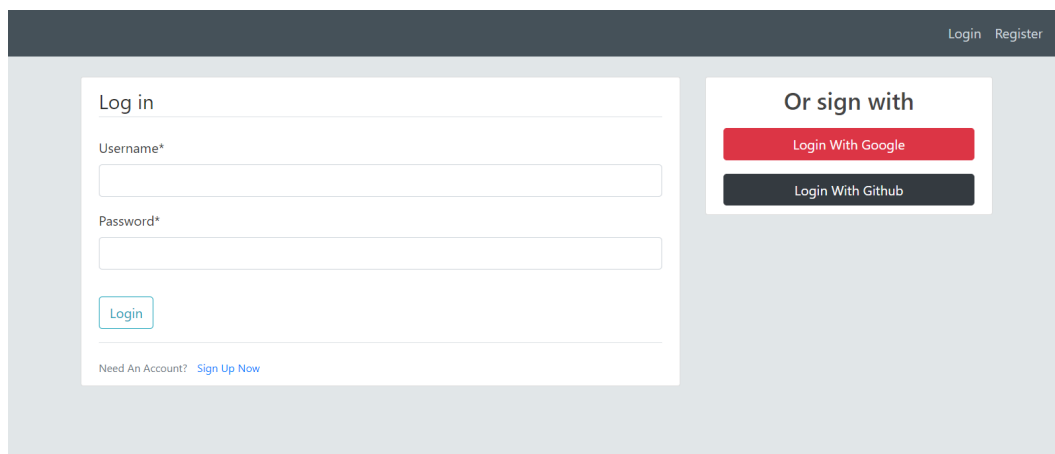 Login Register
Log in
Username*
Password*
Login
Need An Account? Sign Up Now
Or sign with
Login With Google
Login With Github